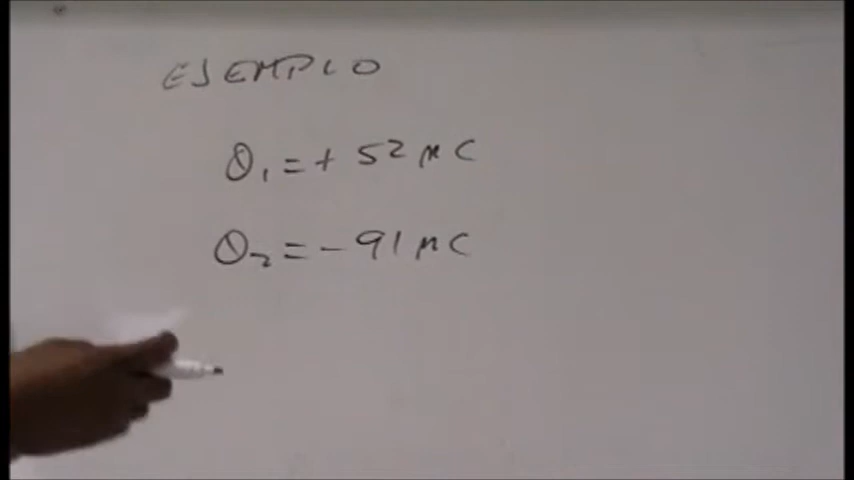 EJEMPLO
Q₁ = + 52 μC
Q₂ = - 91 μC